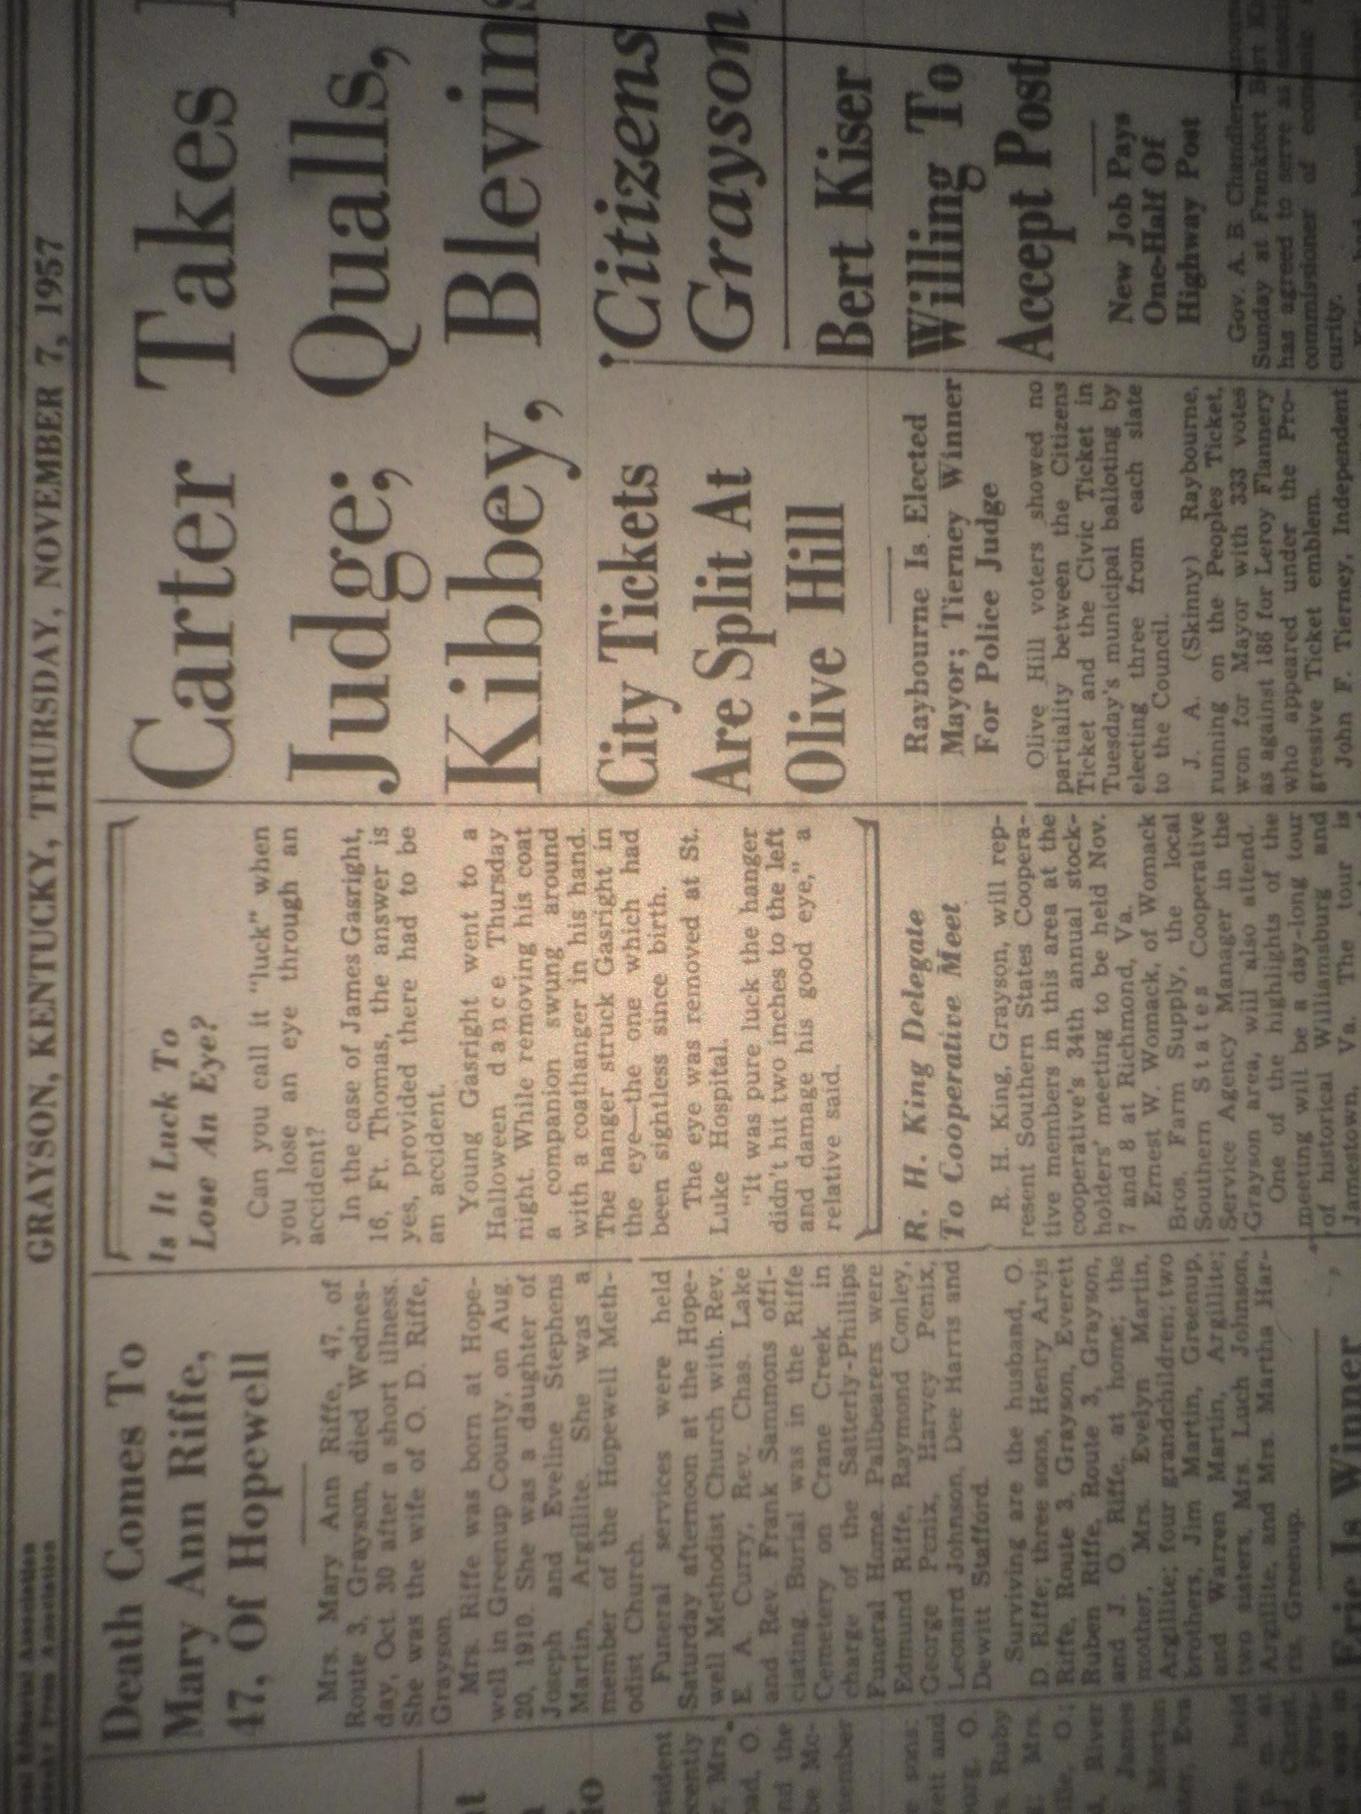 GRAYSON, KENTUCKY, THURSDAY, NOVEMBER 7, 1957
Editorial Association
Press Association
Death Comes To
Mary Ann Riffe,
47, Of Hopewell
Mrs. Mary Ann Riffe, 47, of
Route 3, Grayson, died Wednes-
day, Oct. 30 after a short illness.
She was the wife of O. D. Riffe,
Grayson.
Mrs. Riffe was born at Hope-
well in Greenup County, on Aug.
20, 1910. She was a daughter of
Joseph and Eveline Stephens
Martin, Argillite. She was a
member of the Hopewell Meth-
odist Church.
Funeral services were held
Saturday afternoon at the Hope-
well Methodist Church with Rev.
E. A. Curry, Rev. Chas. Lake
and Rev. Frank Sammons offi-
ciating. Burial was in the Riffe
Cemetery on Crane Creek in
charge of the Satterly-Phillips
Funeral Home. Pallbearers were
Edmund Riffe, Raymond Conley,
George Penix, Harvey Penix,
Leonard Johnson, Dee Harris and
Dewitt Stafford.
Surviving are the husband, O.
D. Riffe; three sons, Henry Arvis
Riffe, Route 3, Grayson, Everett
Ruben Riffe, Route 3, Grayson,
and J. O. Riffe, at home; the
mother, Mrs. Evelyn Martin,
Argillite; four grandchildren; two
brothers, Jim Martin, Greenup,
and Warren Martin, Argillite;
two sisters, Mrs. Luch Johnson,
Argillite, and Mrs. Martha Har-
ris, Greenup.
Is Winner
Is It Luck To
Lose An Eye?
Can you call it "luck" when
you lose an eye through an
accident?
In the case of James Gasright,
16, Ft. Thomas, the answer is
yes, provided there had to be
an accident.
Young Gasright went to a
Halloween dance Thursday
night. While removing his coat
a companion swung around
with a coathanger in his hand.
The hanger struck Gasright in
the eye—the one which had
been sightless since birth.
The eye was removed at St.
Luke Hospital.
"It was pure luck the hanger
didn't hit two inches to the left
and damage his good eye," a
relative said.
R. H. King Delegate
To Cooperative Meet
R. H. King, Grayson, will rep-
resent Southern States Coopera-
tive members in this area at the
cooperative's 34th annual stock-
holders' meeting to be held Nov.
7 and 8 at Richmond, Va.
Ernest W. Womack, of Womack
Bros. Farm Supply, the local
Southern States Cooperative
Service Agency Manager in the
Grayson area, will also attend.
One of the highlights of the
meeting will be a day-long tour
of historical Williamsburg and
Jamestown, Va. The tour is
Carter Takes
Judge; Qualls,
Kibbey, Blevins
City Tickets
Are Split At
Olive Hill
Raybourne Is Elected
Mayor; Tierney Winner
For Police Judge
Olive Hill voters showed no
partiality between the Citizens
Ticket and the Civic Ticket in
Tuesday's municipal balloting by
electing three from each slate
to the Council.
J. A. (Skinny) Raybourne,
running on the Peoples Ticket,
won for Mayor with 333 votes
as against 186 for Leroy Flannery
who appeared under the Pro-
gressive Ticket emblem.
John F. Tierney, Independent
'Citizens
Grayson
Bert Kiser
Willing To
Accept Post
New Job Pays
One-Half Of
Highway Post
Gov. A. B. Chandler
Sunday at Frankfort Bert
has agreed to serve as
commissioner of economic
curity.